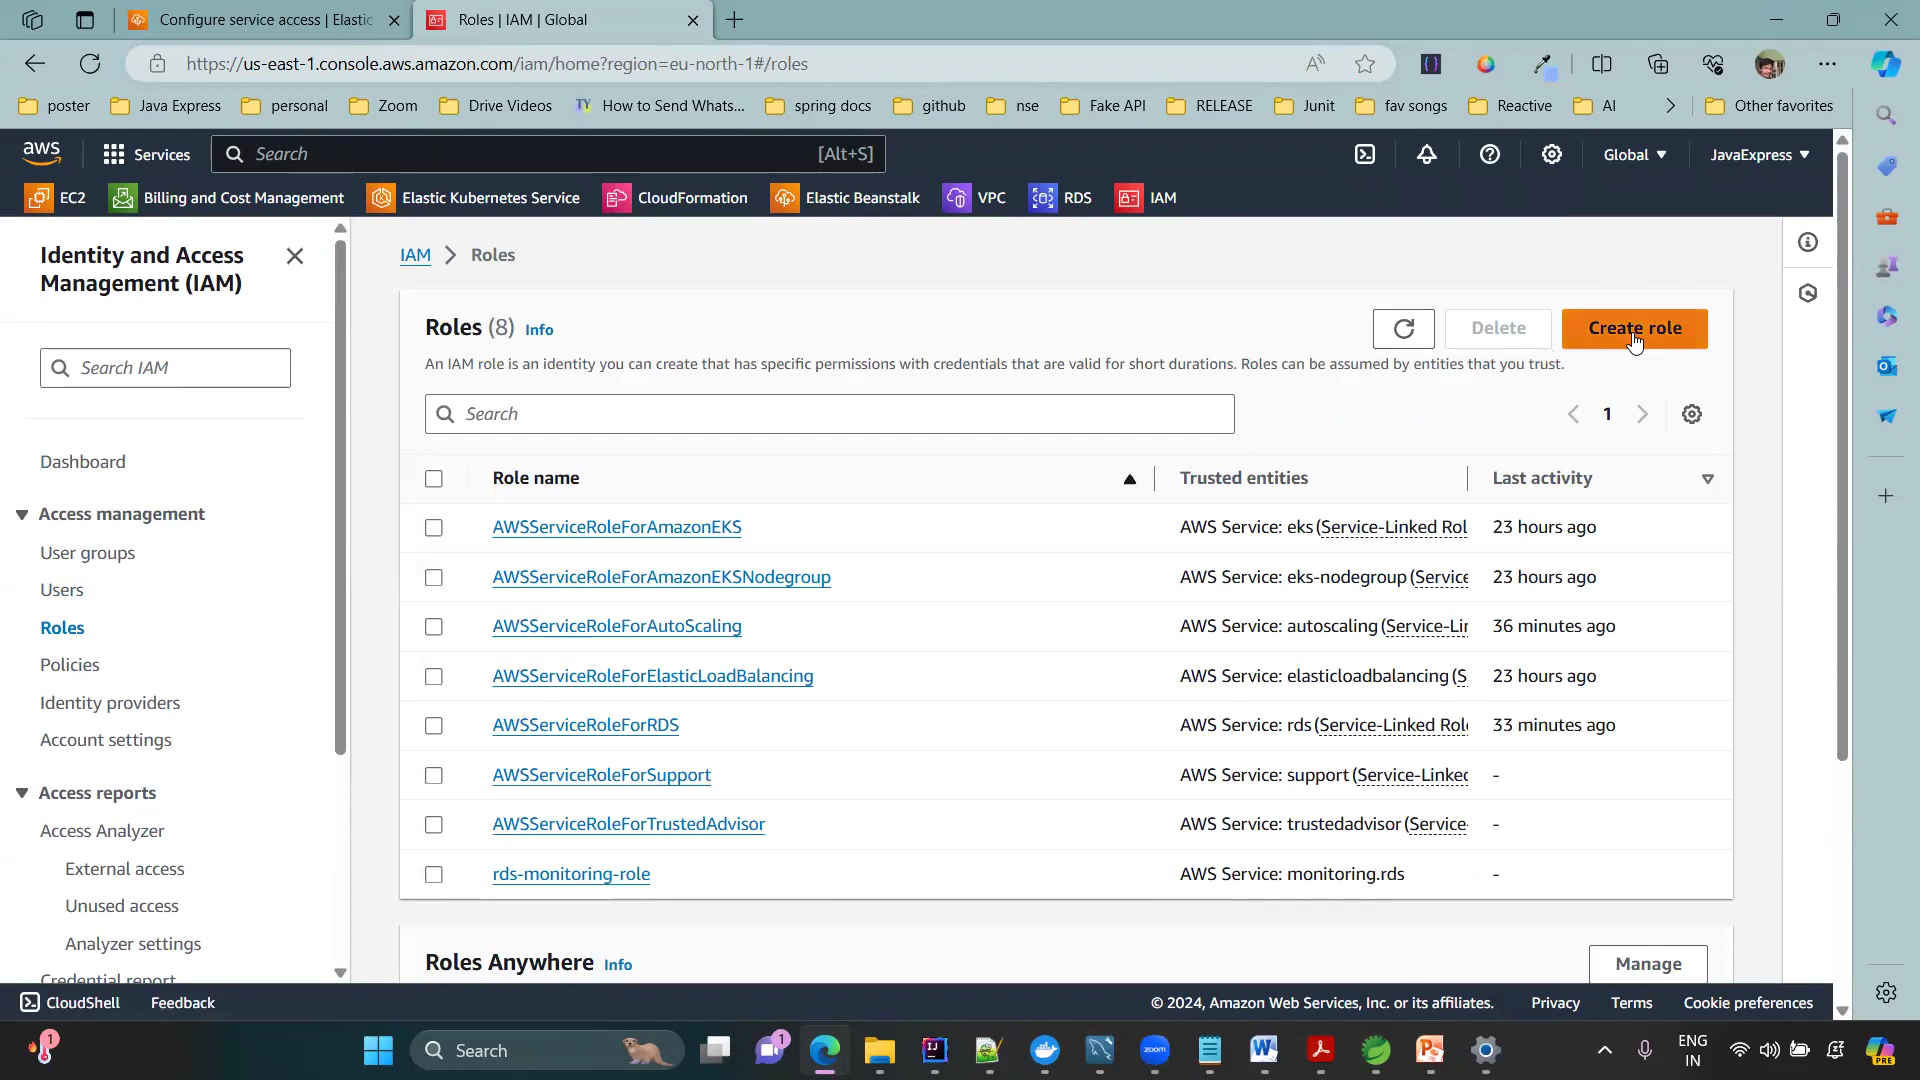 Configure service access | Elastic
Roles | IAM | Global
https://us-east-1.console.aws.amazon.com/iam/home?region=eu-north-1#/roles
poster
Java Express
personal
Zoom
Drive Videos
TY How to Send Whats...
spring docs
github
nse
Fake API
RELEASE
Junit
fav songs
Reactive
AI
Other favorites
aws
Services
Search
[Alt+S]
Global
JavaExpress
EC2
Billing and Cost Management
Elastic Kubernetes Service
CloudFormation
Elastic Beanstalk
VPC
RDS
IAM
Identity and Access
Management (IAM)
Search IAM
Dashboard
Access management
User groups
Users
Roles
Policies
Identity providers
Account settings
Access reports
Access Analyzer
External access
Unused access
Analyzer settings
Credential report
IAM
Roles
Roles (8) Info
Delete
Create role
An IAM role is an identity you can create that has specific permissions with credentials that are valid for short durations. Roles can be assumed by entities that you trust.
Search
1
Role name
Trusted entities
Last activity
AWSServiceRoleForAmazonEKS AWS Service: eks (Service-Linked Rol 23 hours ago
AWSServiceRoleForAmazonEKSNodegroup AWS Service: eks-nodegroup (Service 23 hours ago
AWSServiceRoleForAutoScaling AWS Service: autoscaling (Service-Lin 36 minutes ago
AWSServiceRoleForElasticLoadBalancing AWS Service: elasticloadbalancing (S 23 hours ago
AWSServiceRoleForRDS AWS Service: rds (Service-Linked Role 33 minutes ago
AWSServiceRoleForSupport AWS Service: support (Service-Linked -
AWSServiceRoleForTrustedAdvisor AWS Service: trustedadvisor (Service- -
rds-monitoring-role AWS Service: monitoring.rds -
Roles Anywhere Info
Manage
CloudShell
Feedback
© 2024, Amazon Web Services, Inc. or its affiliates.
Privacy
Terms
Cookie preferences
1
Search
1
zoom
ENG
IN
PRE